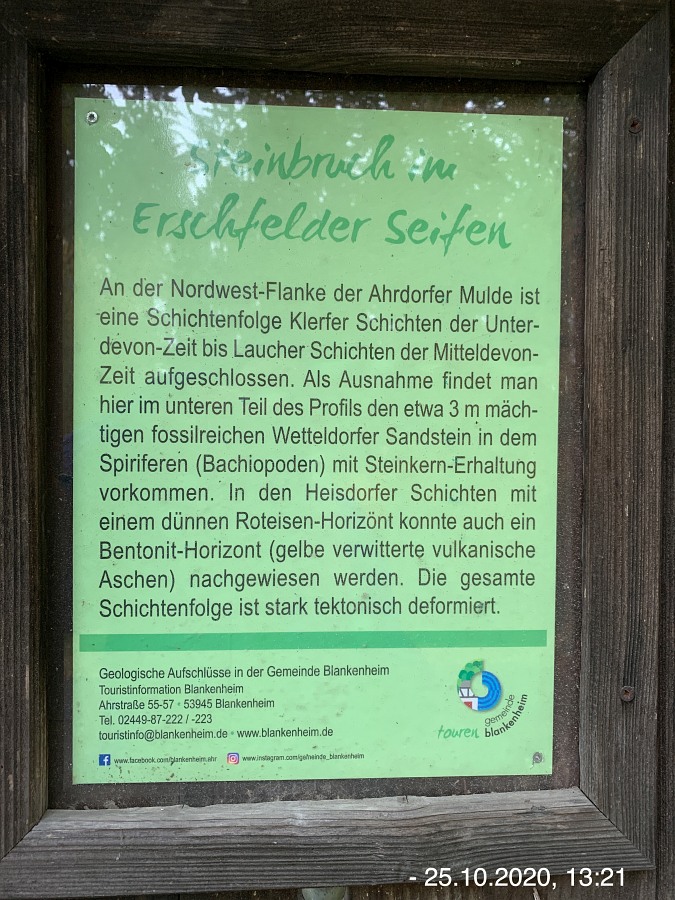 Steinbruch im
Erschfelder Seifen
An der Nordwest-Flanke der Ahrdorfer Mulde ist
eine Schichtenfolge Klerfer Schichten der Unter-
devon-Zeit bis Laucher Schichten der Mitteldevon-
Zeit aufgeschlossen. Als Ausnahme findet man
hier im unteren Teil des Profils den etwa 3 m mäch-
tigen fossilreichen Wetteldorfer Sandstein in dem
Spiriferen (Bachiopoden) mit Steinkern-Erhaltung
vorkommen. In den Heisdorfer Schichten mit
einem dünnen Roteisen-Horizönt konnte auch ein
Bentonit-Horizont (gelbe verwitterte vulkanische
Aschen) nachgewiesen werden. Die gesamte
Schichtenfolge ist stark tektonisch deformiert.
Geologische Aufschlüsse in der Gemeinde Blankenheim
Touristinformation Blankenheim
Ahrstraße 55-57 • 53945 Blankenheim
Tel. 02449-87-222 / -223
touristinfo@blankenheim.de • www.blankenheim.de
www.facebook.com/blankenheim.ahr www.instagram.com/gemeinde_blankenheim
touren gemeinde
blankenheim
- 25.10.2020, 13:21